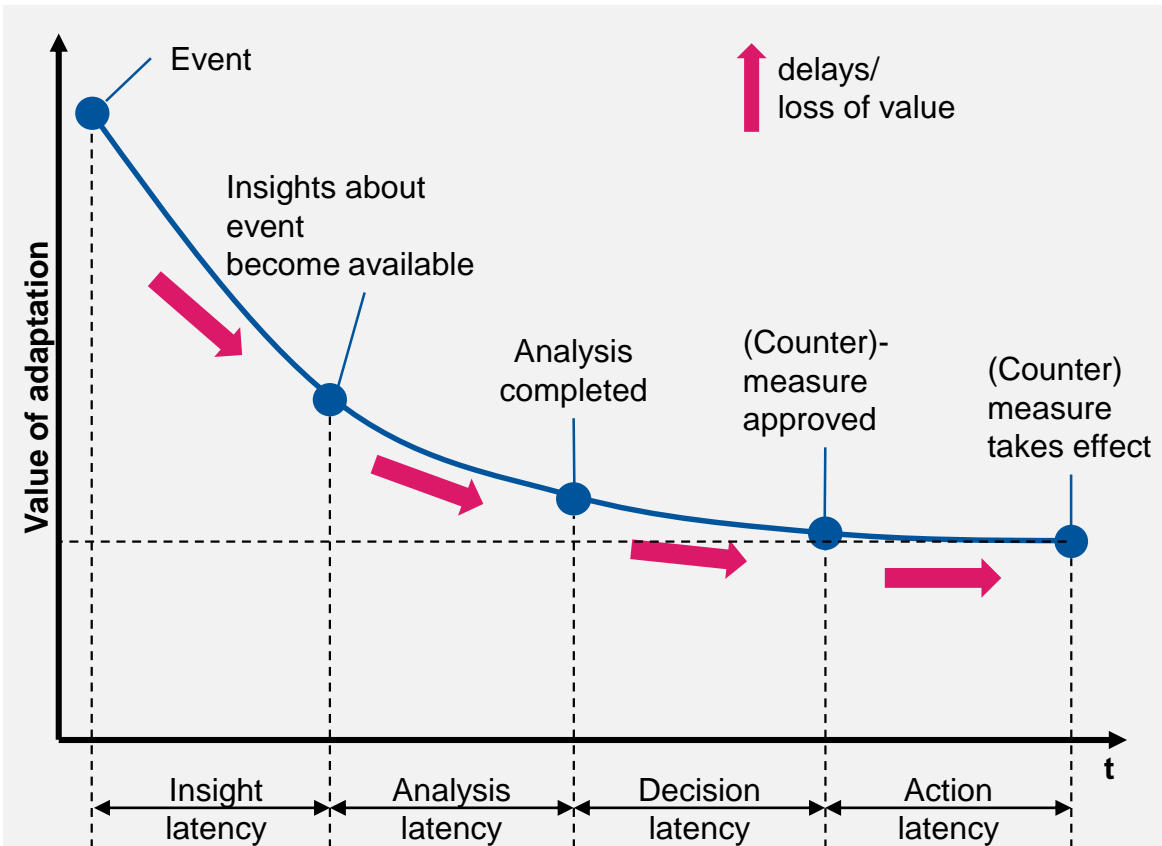 Event
delays/
loss of value
Insights about
event
become available
Analysis
completed
(Counter)-
measure
approved
(Counter)
measure
takes effect
Value of adaptation
t
Insight
latency
Analysis
latency
Decision
latency
Action
latency